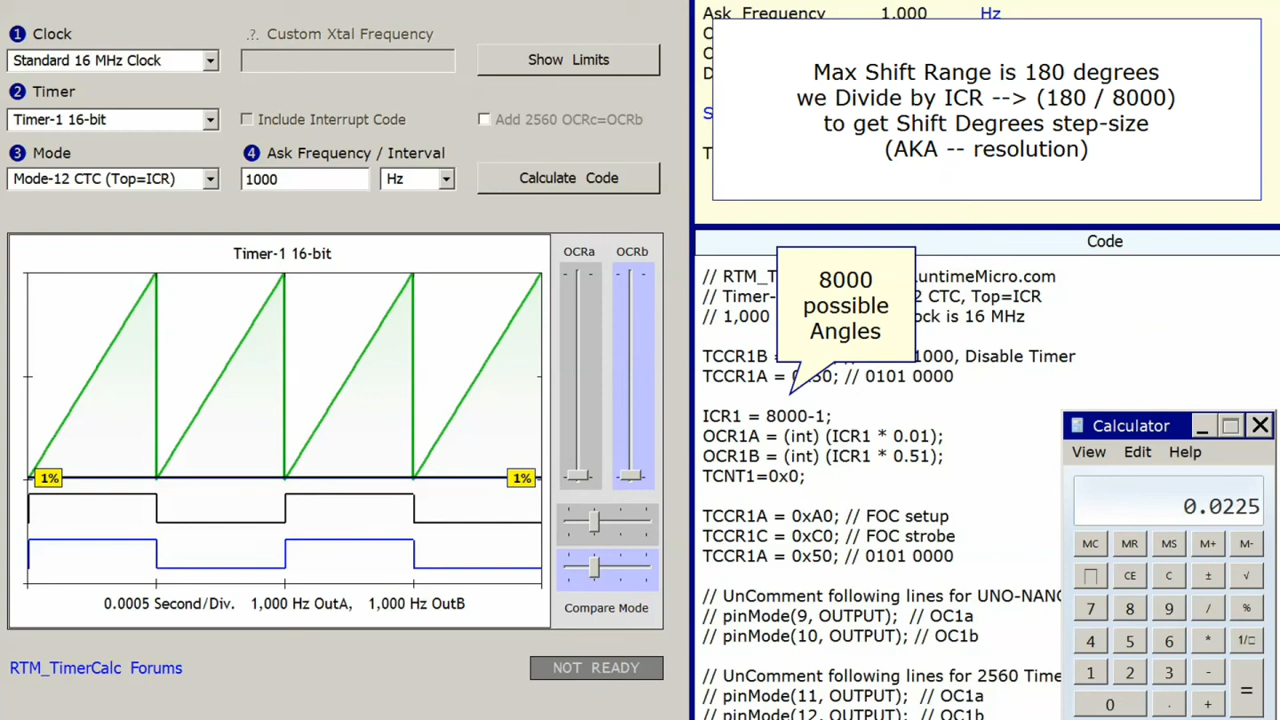 1 Clock
.?. Custom Xtal Frequency
Standard 16 MHz Clock
Show Limits
2 Timer
Timer-1 16-bit
Include Interrupt Code
Add 2560 OCRc=OCRb
3 Mode
4 Ask Frequency / Interval
Mode-12 CTC (Top=ICR)
1000
Hz
Calculate Code
Timer-1 16-bit
OCRa
OCRb
1%
1%
0.0005 Second/Div.
1,000 Hz OutA,
1,000 Hz OutB
Compare Mode
RTM_TimerCalc Forums
NOT READY
Ask Frequency 1.000 Hz
Max Shift Range is 180 degrees
we Divide by ICR --> (180 / 8000)
to get Shift Degrees step-size
(AKA -- resolution)
Code
8000
possible
Angles
// RTM_T untimeMicro.com
// Timer- 2 CTC, Top=ICR
// 1,000 ock is 16 MHz
TCCR1B = 1000, Disable Timer
TCCR1A = 0x50; // 0101 0000
ICR1 = 8000-1;
OCR1A = (int) (ICR1 * 0.01);
OCR1B = (int) (ICR1 * 0.51);
TCNT1=0x0;
TCCR1A = 0xA0; // FOC setup
TCCR1C = 0xC0; // FOC strobe
TCCR1A = 0x50; // 0101 0000
// UnComment following lines for UNO-NANO
// pinMode(9, OUTPUT); // OC1a
// pinMode(10, OUTPUT); // OC1b
// UnComment following lines for 2560 Time
// pinMode(11, OUTPUT); // OC1a
// pinMode(12, OUTPUT); // OC1b
Calculator
View Edit Help
0.0225
MC MR MS M+ M-
CE C ± √
7 8 9 / %
4 5 6 *
1 2 3 - =
0 . +